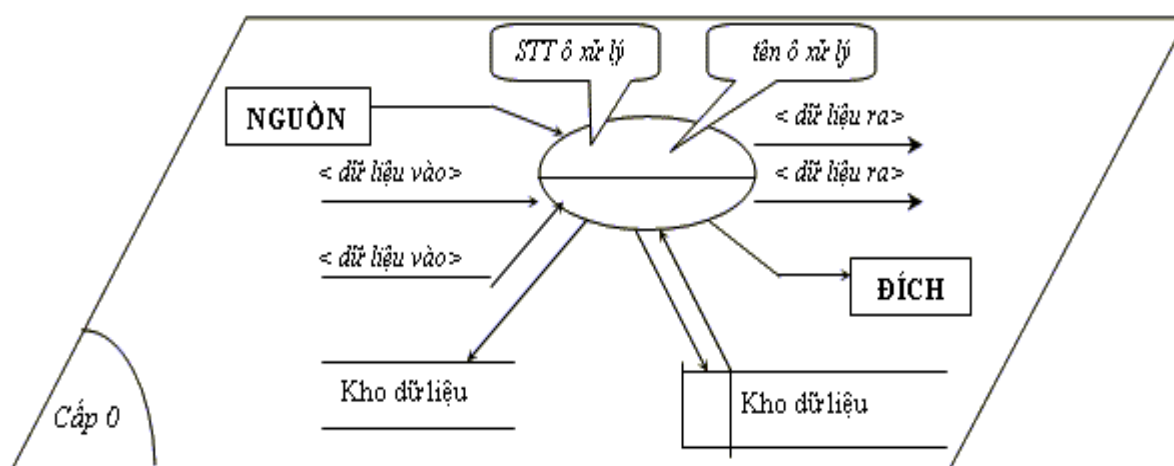 STT ô xử lý
tên ô xử lý
NGUỒN
< dữ liệu ra>
< dữ liệu vào>
< dữ liệu ra>
< dữ liệu vào>
ĐÍCH
Kho dữ liệu
Kho dữ liệu
Cấp 0